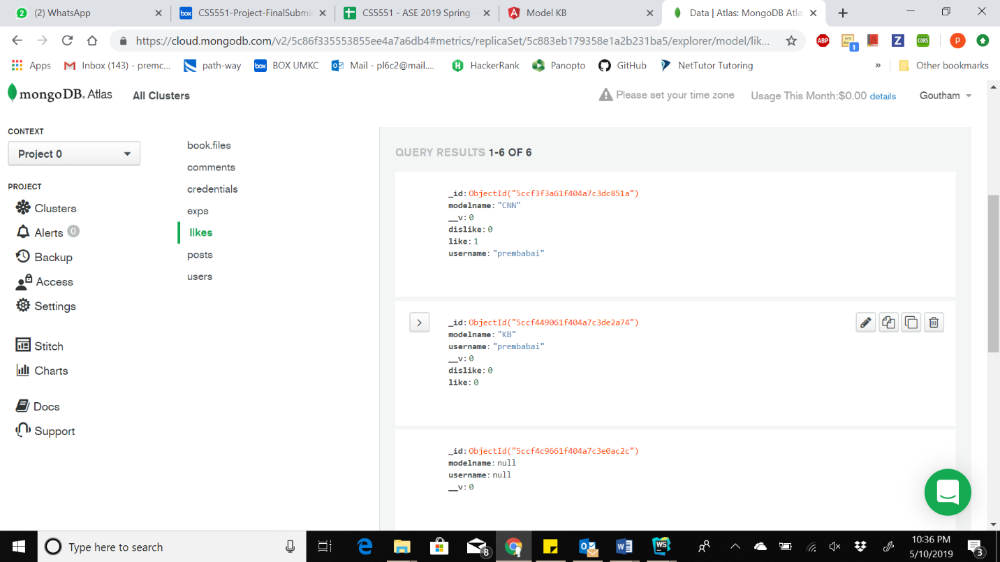 (2) WhatsApp
CS5551-Project-FinalSubmis
CS5551 - ASE 2019 Spring -
Model KB
Data | Atlas: MongoDB Atla
https://cloud.mongodb.com/v2/5c86f335553855ee4a7a6db4#metrics/replicaSet/5c883eb179358e1a2b231ba5/explorer/model/lik...
Apps
Inbox (143) - premc...
path-way
BOX UMKC
Mail - pl6c2@mail....
HackerRank
Panopto
GitHub
NetTutor Tutoring
»
Other bookmarks
mongoDB. Atlas
All Clusters
Please set your time zone
Usage This Month:$0.00 details
Goutham
CONTEXT
Project 0
PROJECT
Clusters
Alerts 0
Backup
Access
Settings
Stitch
Charts
Docs
Support
book.files
comments
credentials
exps
likes
posts
users
QUERY RESULTS 1-6 OF 6
_id: ObjectId("5ccf3f3a61f404a7c3dc851a")
modelname: "CNN"
__v: 0
dislike: 0
like: 1
username: "prembabai"
_id: ObjectId("5ccf449061f404a7c3de2a74")
modelname: "KB"
username: "prembabai"
__v: 0
dislike: 0
like: 0
_id: ObjectId("5ccf4c9661f404a7c3e0ac2c")
modelname: null
username: null
__v: 0
Type here to search
8
10:36 PM
5/10/2019
3